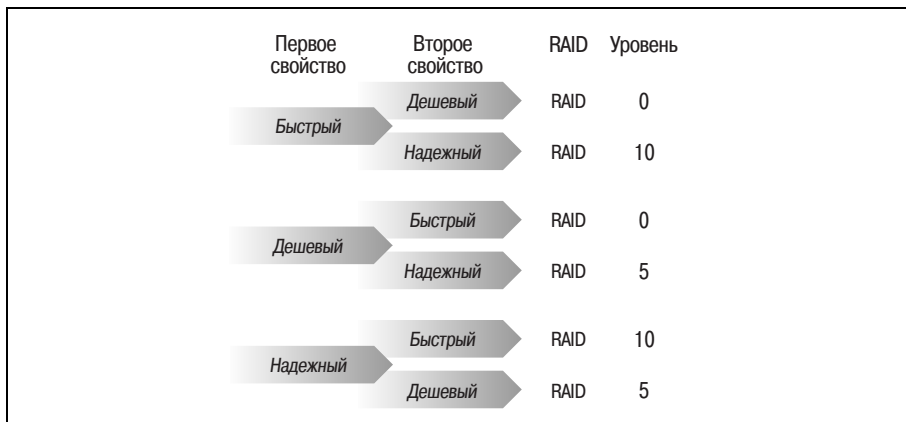 Первое свойство Второе свойство RAID Уровень
Быстрый
Дешевый RAID 0
Надежный RAID 10
Дешевый
Быстрый RAID 0
Надежный RAID 5
Надежный
Быстрый RAID 10
Дешевый RAID 5